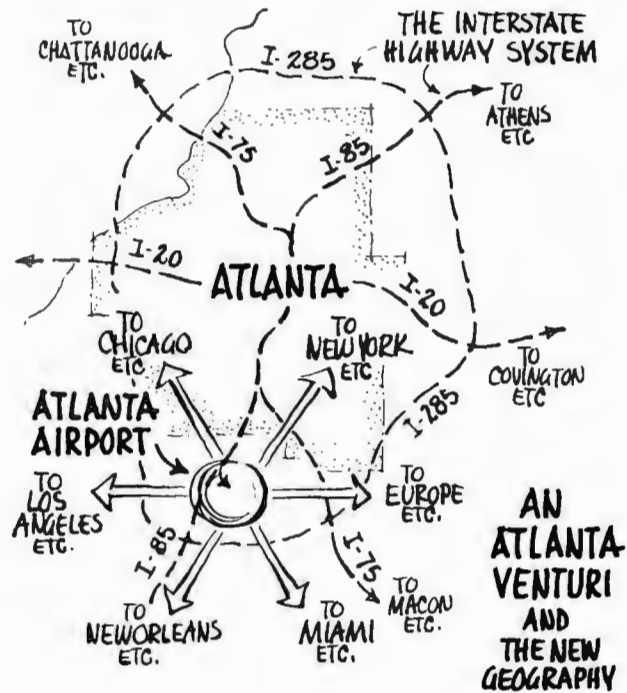 TO
CHATTANOOGA
ETC.
I-285
THE INTERSTATE
HIGHWAY SYSTEM
TO
ATHENS
ETC
I-75
I-85
I-20
ATLANTA
I-20
TO
CHICAGO
ETC
TO
NEW YORK
ETC
TO
COVINGTON
ETC
ATLANTA
AIRPORT
I-285
TO
LOS
ANGELES
ETC.
TO
EUROPE
ETC.
I-85
I-75
TO
NEW ORLEANS
ETC.
TO
MIAMI
ETC.
TO
MACON
ETC.
AN
ATLANTA
VENTURI
AND
THE NEW
GEOGRAPHY